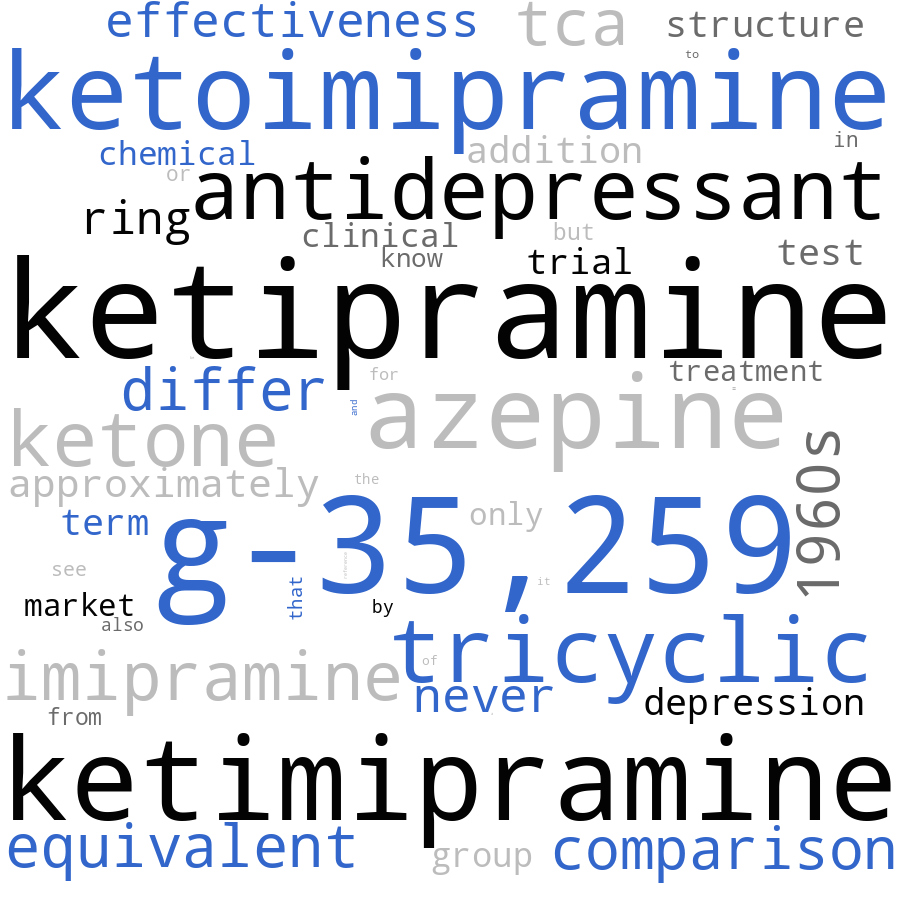 effectiveness tca structure
to
ketoimipramine
chemical addition in
or antidepressant
ring clinical but
know trial test
ketipramine
differ for treatment
and azepine
ketone
approximately the 1960s
term g-35,259 only
see that reference it
market by
also
tricyclic
imipramine of
never depression
from
ketimipramine
equivalent group comparison